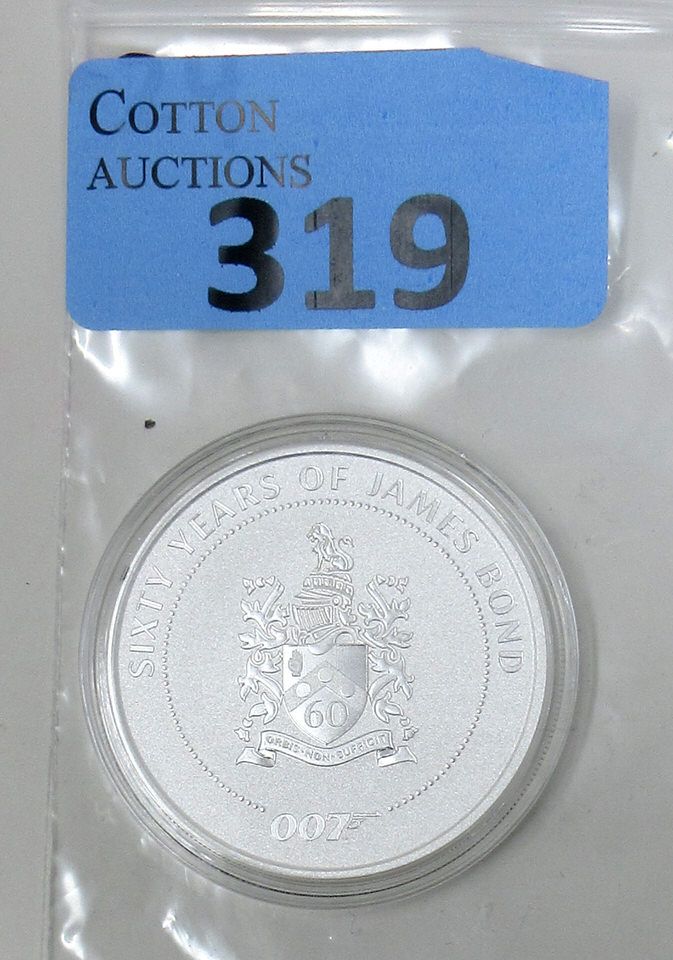 COTTON
AUCTIONS
319
SIXTY YEARS OF JAMES BOND
60
ORBIS·NON·SUFFICIT
007